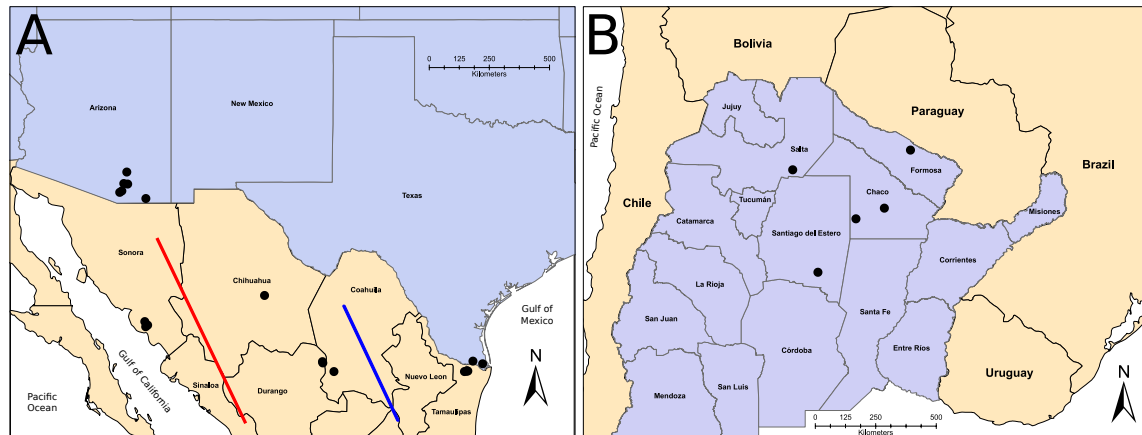 A
0 125 250 500
Kilometers
Arizona
New Mexico
Texas
Sonora
Chihuahua
Coahuila
Gulf of
Mexico
Gulf of California
Sinaloa
Durango
Nuevo Leon
Tamaulipas
Pacific
Ocean
N
B
Bolivia
Pacific Ocean
Jujuy
Paraguay
Salta
Formosa
Brazil
Chaco
Chile
Tucumán
Misiones
Catamarca
Santiago del Estero
Corrientes
La Rioja
San Juan
Santa Fe
Entre Ríos
Córdoba
Uruguay
San Luis
Mendoza
N
0 125 250 500
Kilometers